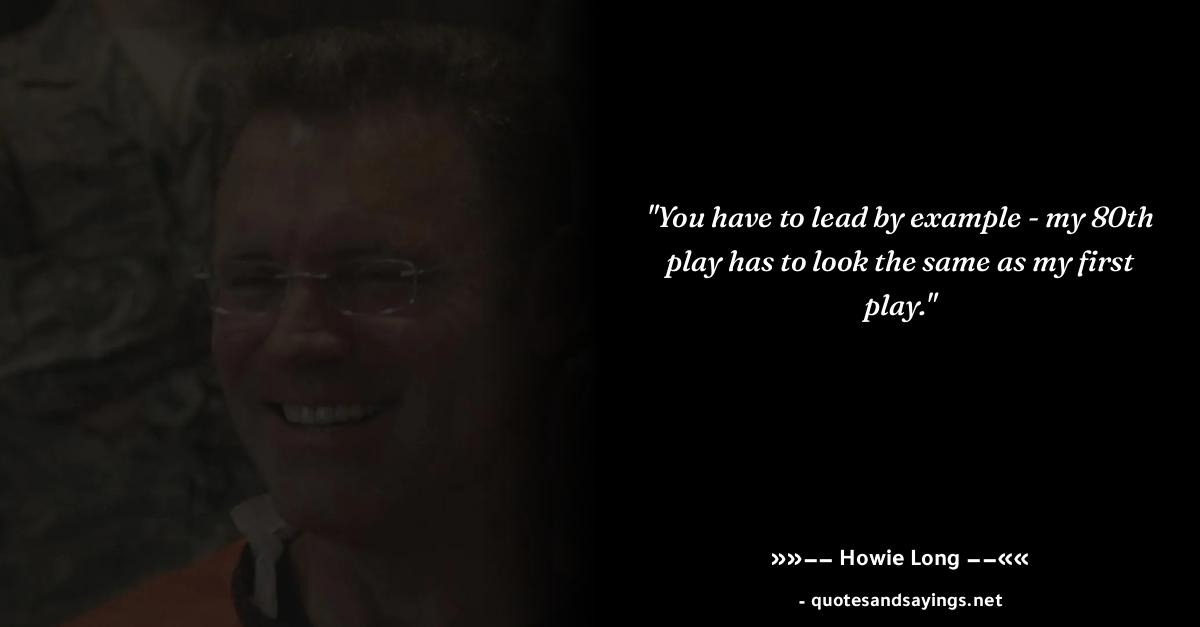 "You have to lead by example - my 80th
play has to look the same as my first
play."
»»–– Howie Long ––««
- quotesandsayings.net